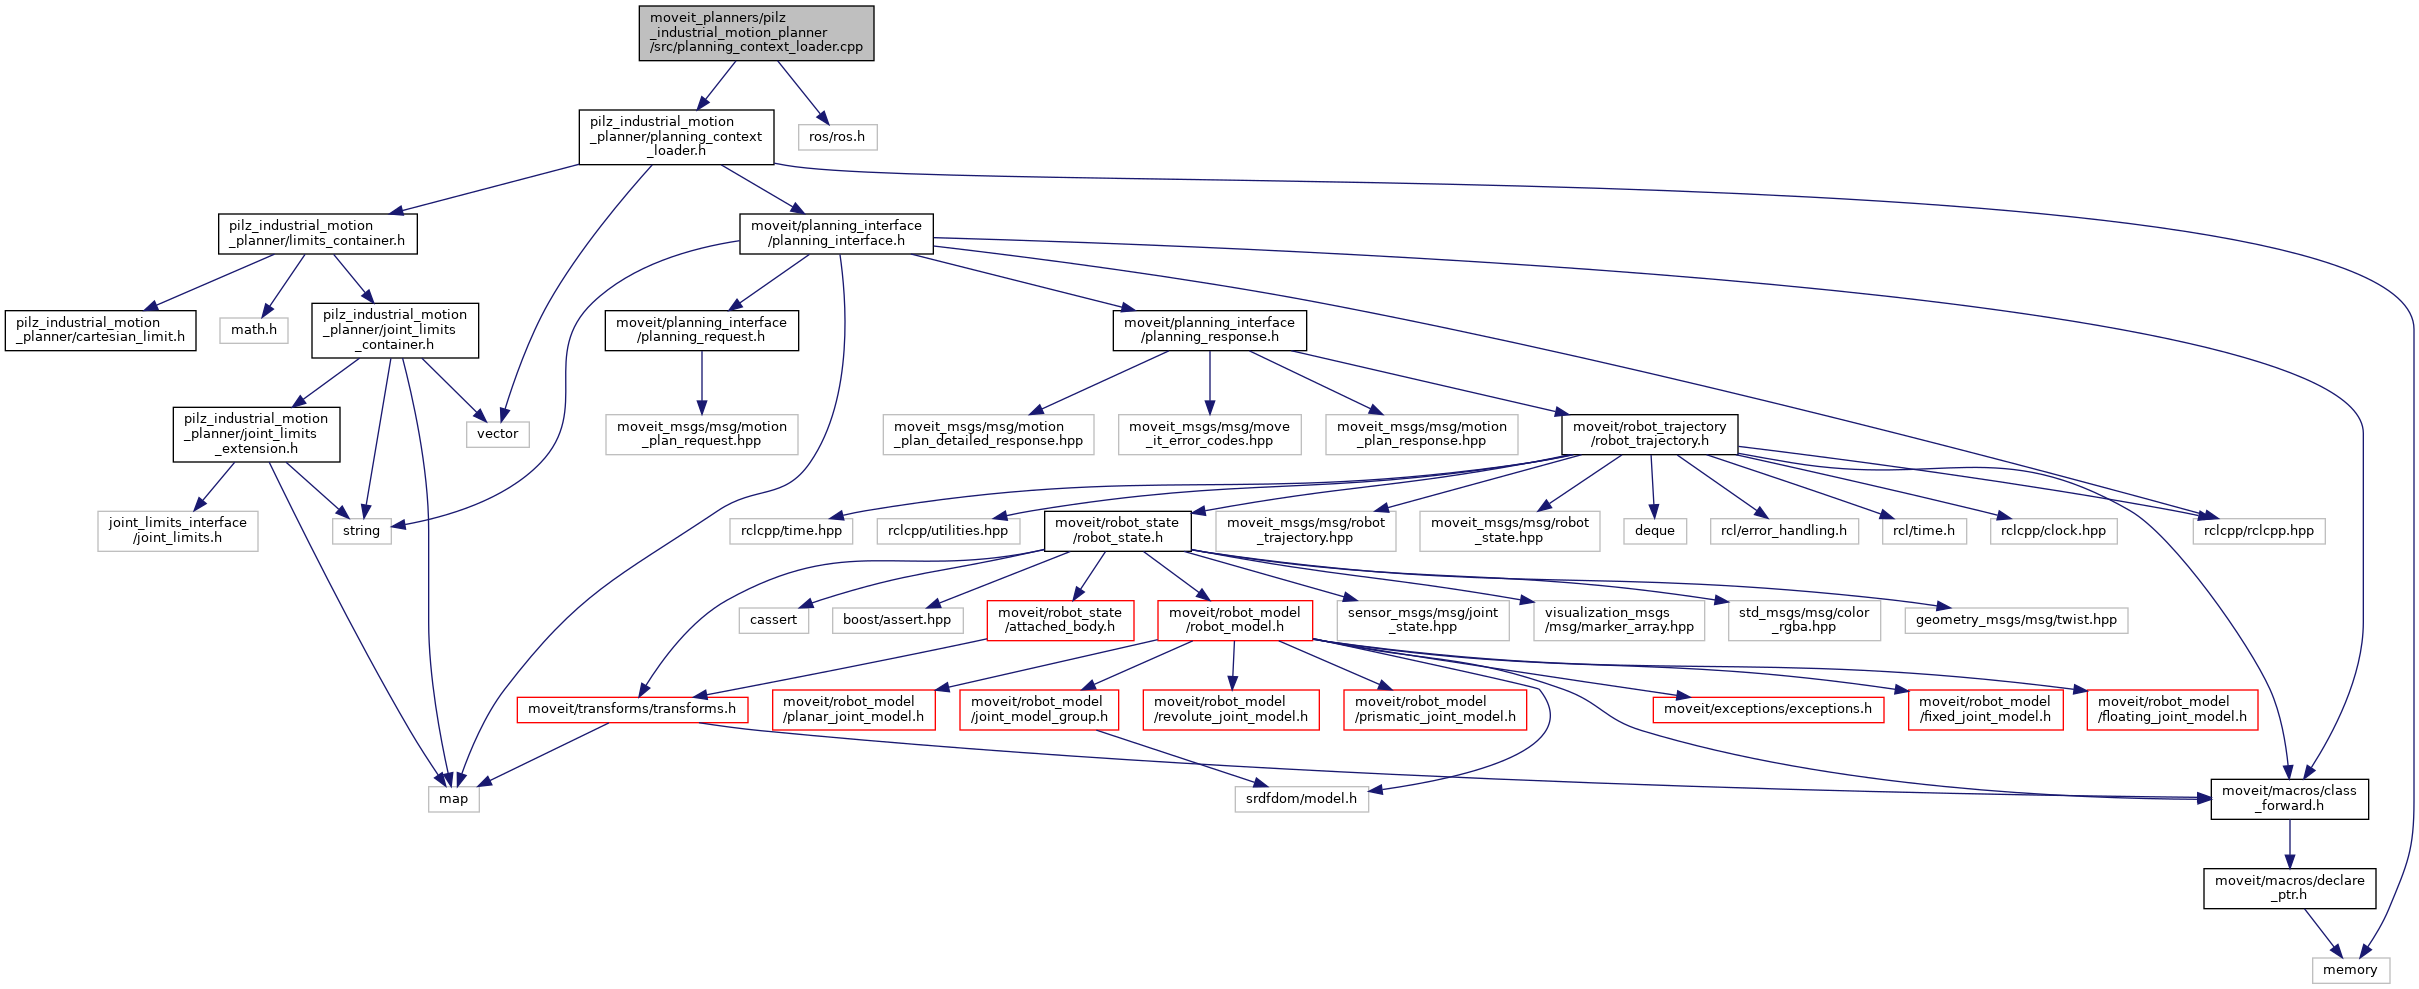 moveit_planners/pilz
_industrial_motion_planner
/src/planning_context_loader.cpp
pilz_industrial_motion
_planner/planning_context
_loader.h
ros/ros.h
pilz_industrial_motion
_planner/limits_container.h
moveit/planning_interface
/planning_interface.h
pilz_industrial_motion
_planner/cartesian_limit.h
math.h
pilz_industrial_motion
_planner/joint_limits
_container.h
moveit/planning_interface
/planning_request.h
moveit/planning_interface
/planning_response.h
pilz_industrial_motion
_planner/joint_limits
_extension.h
vector
moveit_msgs/msg/motion
_plan_request.hpp
moveit_msgs/msg/motion
_plan_detailed_response.hpp
moveit_msgs/msg/move
_it_error_codes.hpp
moveit_msgs/msg/motion
_plan_response.hpp
moveit/robot_trajectory
/robot_trajectory.h
joint_limits_interface
/joint_limits.h
string
rclcpp/time.hpp
rclcpp/utilities.hpp
moveit/robot_state
/robot_state.h
moveit_msgs/msg/robot
_trajectory.hpp
moveit_msgs/msg/robot
_state.hpp
deque
rcl/error_handling.h
rcl/time.h
rclcpp/clock.hpp
rclcpp/rclcpp.hpp
cassert
boost/assert.hpp
moveit/robot_state
/attached_body.h
moveit/robot_model
/robot_model.h
sensor_msgs/msg/joint
_state.hpp
visualization_msgs
/msg/marker_array.hpp
std_msgs/msg/color
_rgba.hpp
geometry_msgs/msg/twist.hpp
moveit/transforms/transforms.h
moveit/robot_model
/planar_joint_model.h
moveit/robot_model
/joint_model_group.h
moveit/robot_model
/revolute_joint_model.h
moveit/robot_model
/prismatic_joint_model.h
moveit/exceptions/exceptions.h
moveit/robot_model
/fixed_joint_model.h
moveit/robot_model
/floating_joint_model.h
map
srdfdom/model.h
moveit/macros/class
_forward.h
moveit/macros/declare
_ptr.h
memory